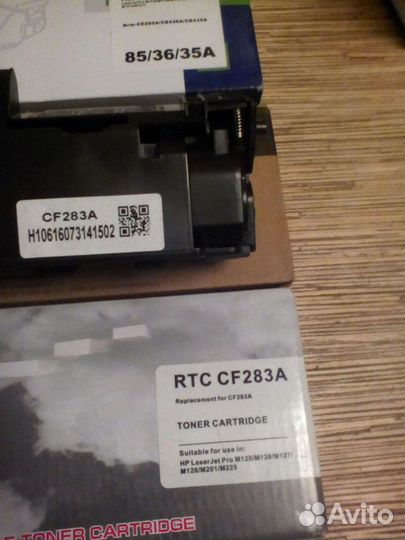 85/36/35A
CF283A
H10616073141502
RTC CF283A
Replacement for CF283A
TONER CARTRIDGE
Suitable for use in:
HP LaserJet Pro M125/M126/M127/
M128/M201/M225
TONER CARTRIDGE
Avito